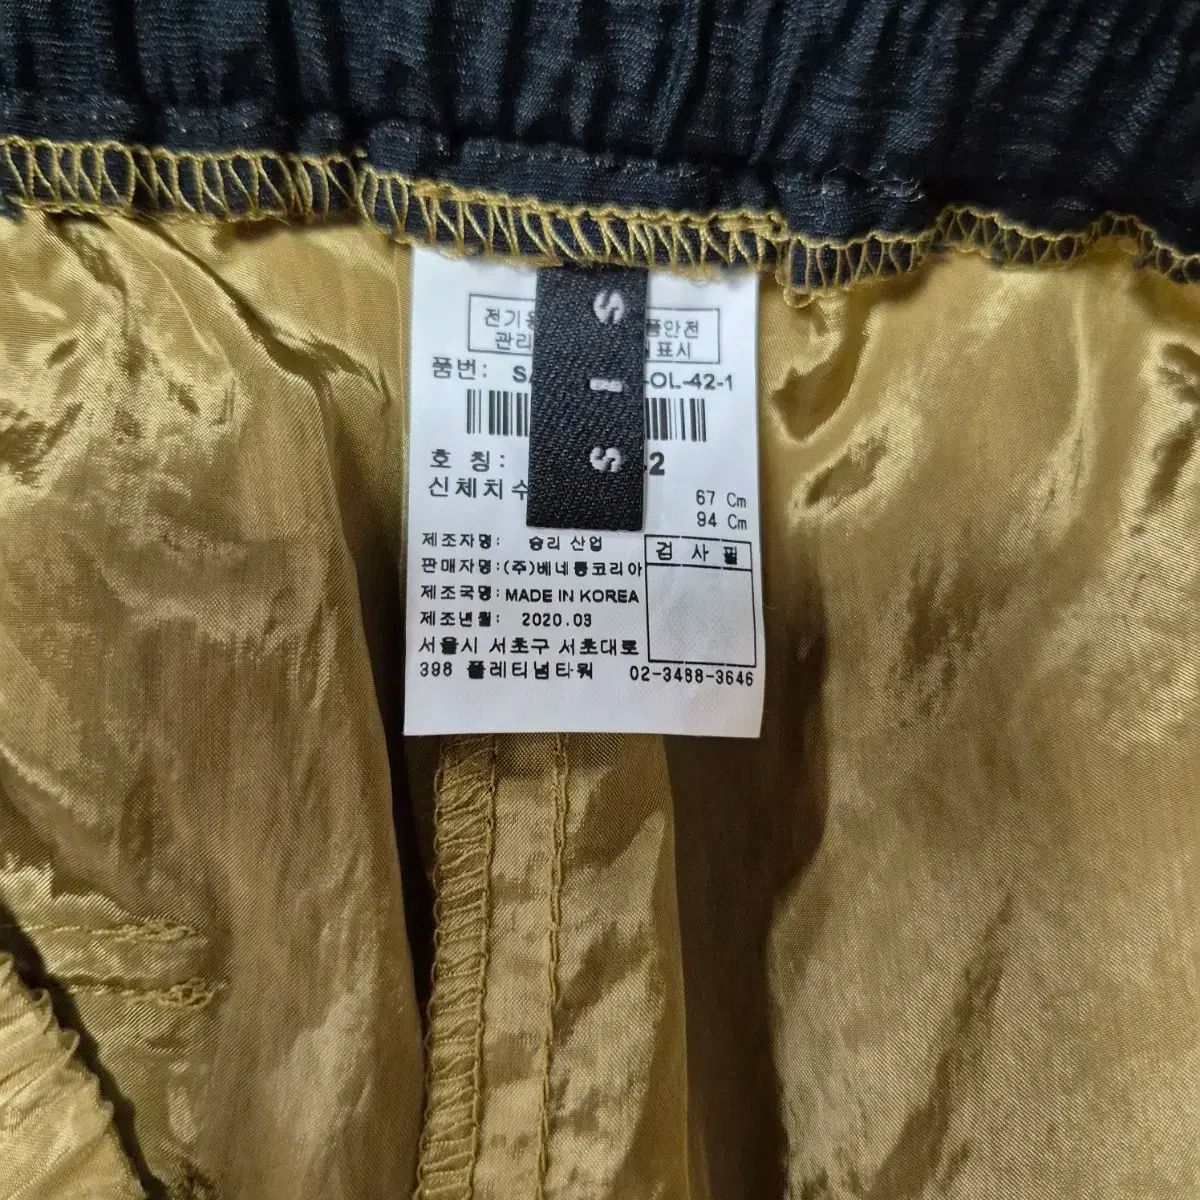 SIS
전기용 품안전
관리 표시
품번: S -OL-42-1
호 칭: 42
신체치수 67 Cm
94 Cm
제조자명: 승리 산업
검 사 필
판매자명:(주)베네통코리아
제조국명: MADE IN KOREA
제조년월: 2020.03
서울시 서초구 서초대로
398 플레티넘타워 02-3488-3646